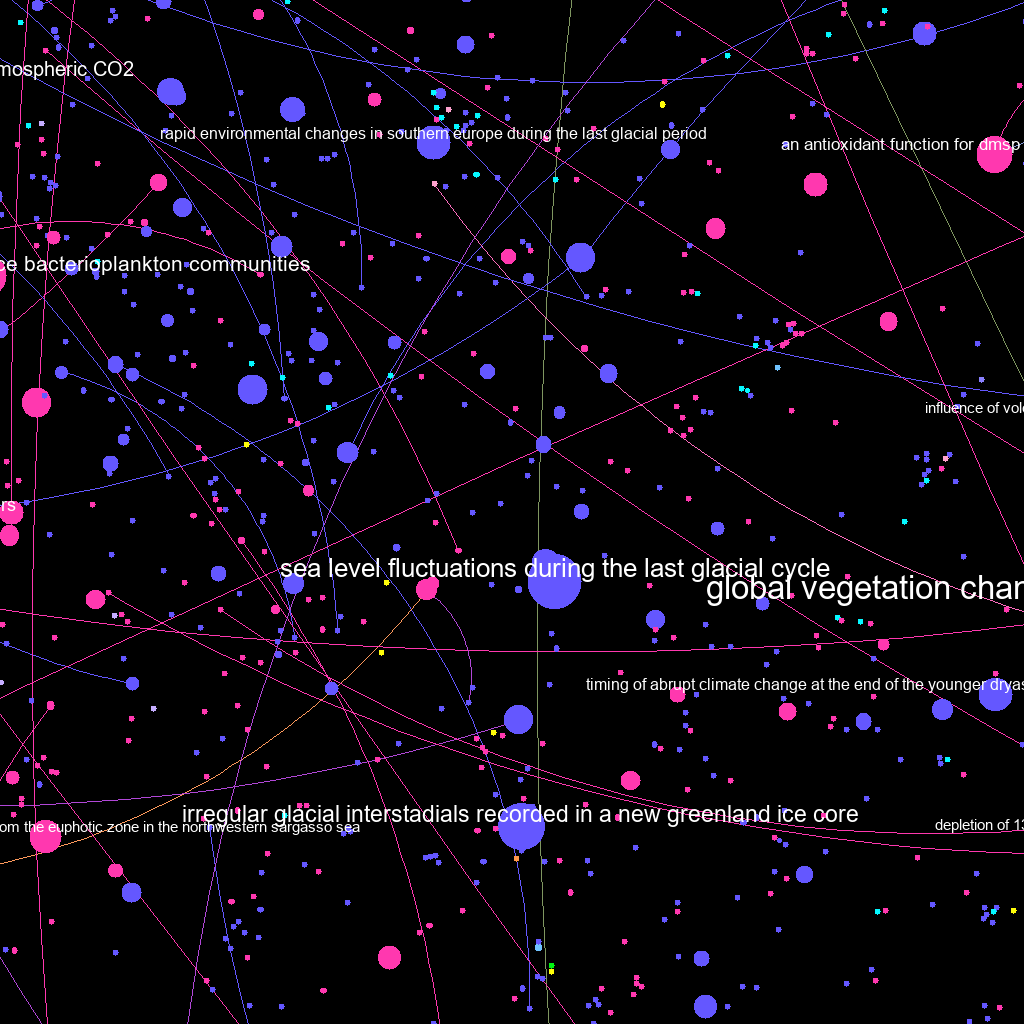 mospheric CO2
rapid environmental changes in southern europe during the last glacial period
an antioxidant function for dmsp
ce bacterioplankton communities
influence of volc
rs
sea level fluctuations during the last glacial cycle
global vegetation chan
timing of abrupt climate change at the end of the younger dryas
irregular glacial interstadials recorded in a new greenland ice core
om the euphotic zone in the northwestern sargasso sea
depletion of 13